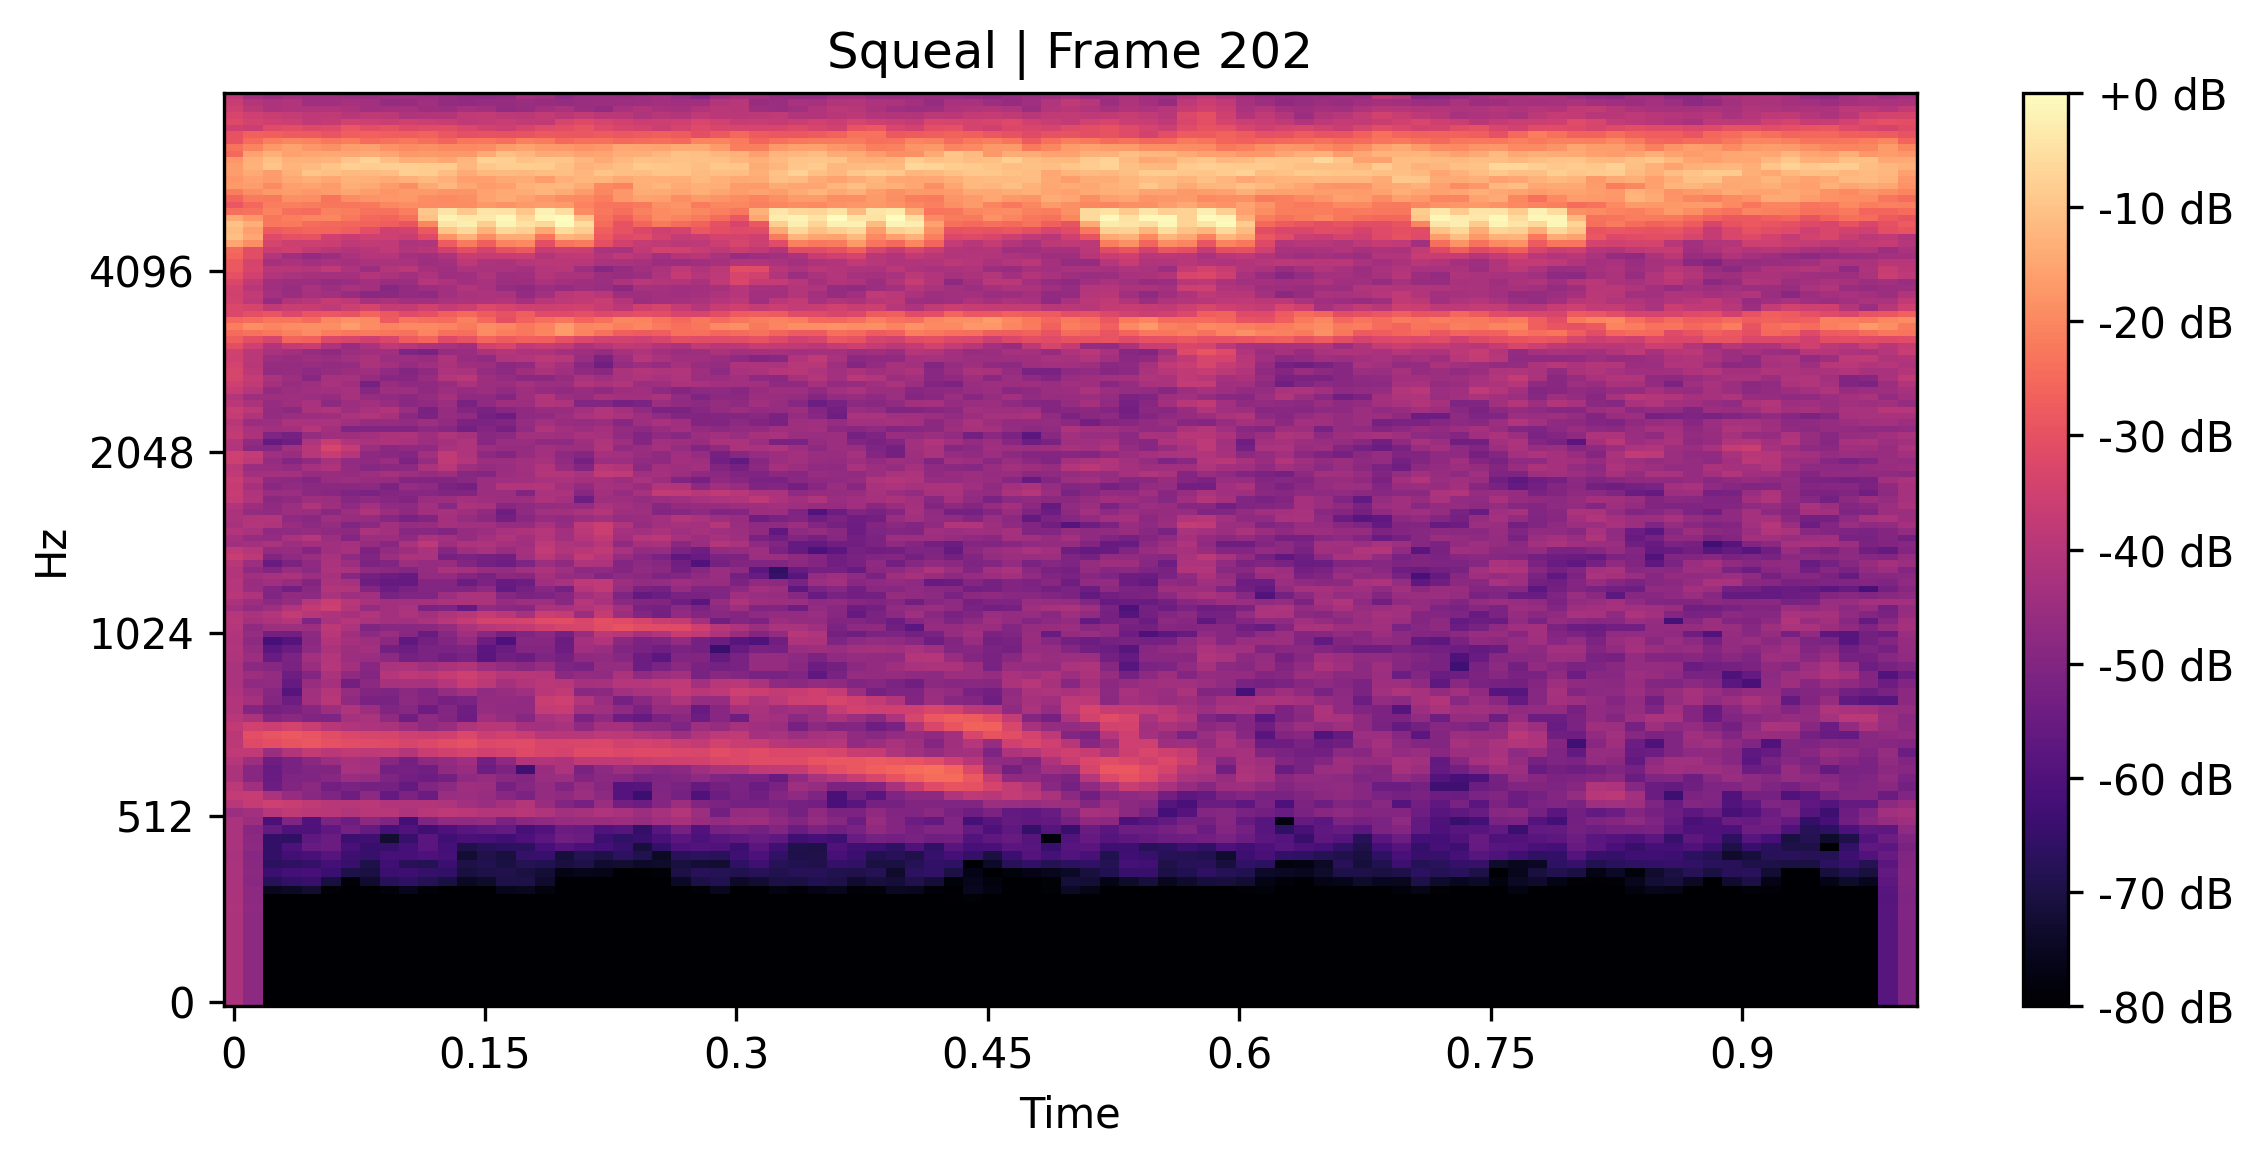 Squeal | Frame 202
Hz
4096
2048
1024
512
0
0 0.15 0.3 0.45 0.6 0.75 0.9
Time
+0 dB
-10 dB
-20 dB
-30 dB
-40 dB
-50 dB
-60 dB
-70 dB
-80 dB